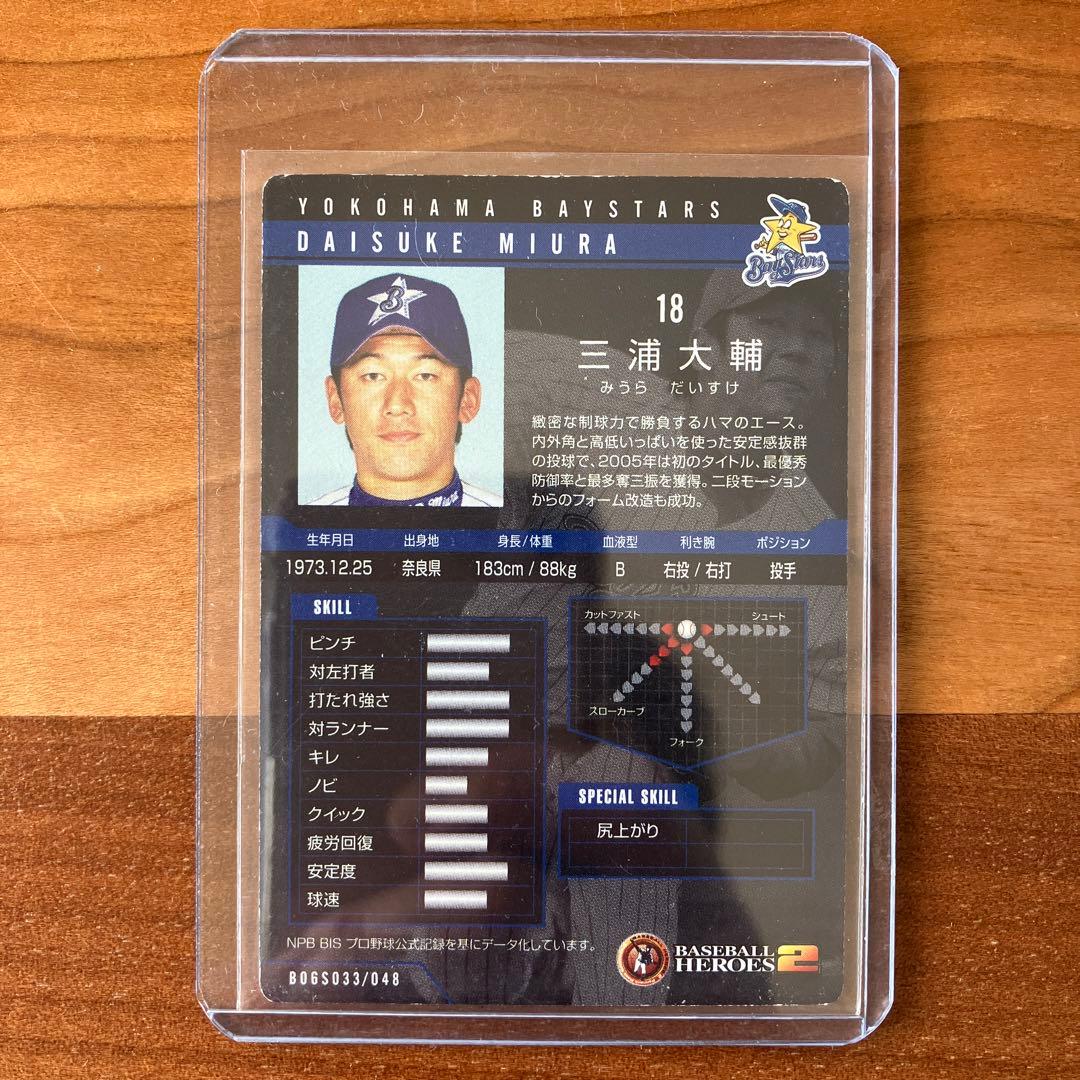 YOKOHAMA BAYSTARS
DAISUKE MIURA
BayStars
B
18
三浦大輔
みうら だいすけ
緻密な制球力で勝負するハマのエース。
内外角と高低いっぱいを使った安定感抜群
の投球で、2005年は初のタイトル、最優秀
防御率と最多奪三振を獲得。二段モーション
からのフォーム改造も成功。
Miura
生年月日 出身地 身長/体重 血液型 利き腕 ポジション
1973.12.25 奈良県 183cm / 88kg B 右投 / 右打 投手
SKILL
ピンチ
対左打者
打たれ強さ
対ランナー
キレ
ノビ
クイック
疲労回復
安定度
球速
カットファスト シュート
スローカーブ
フォーク
SPECIAL SKILL
尻上がり
NPB BIS プロ野球公式記録を基にデータ化しています。
B06S033/048
BASEBALL
HEROES 2